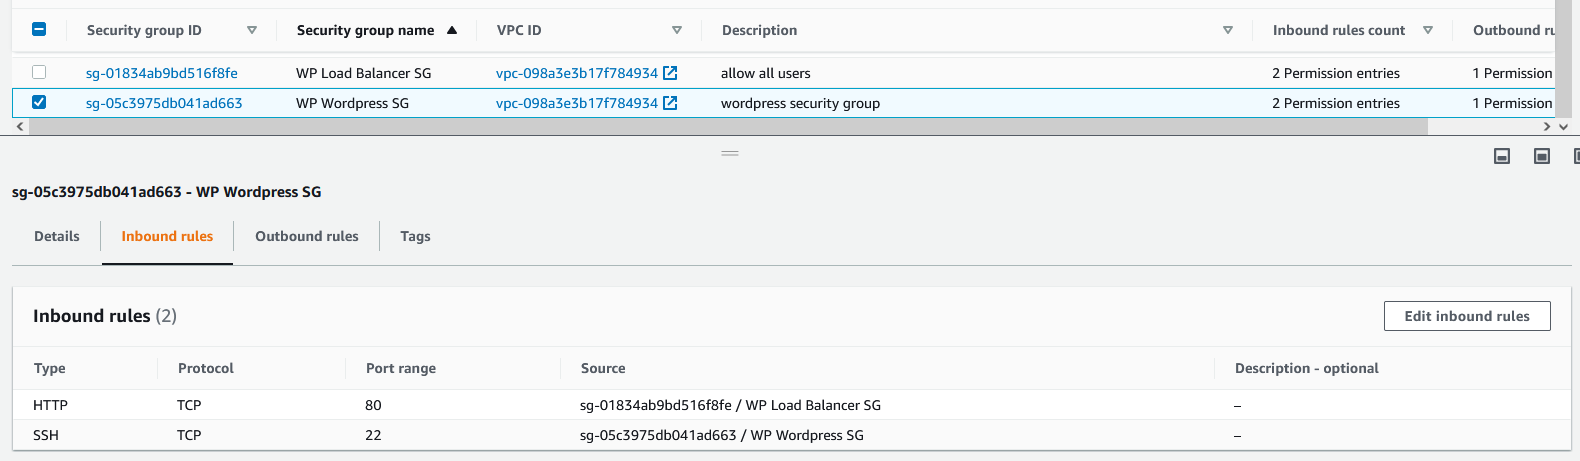 Security group ID Security group name VPC ID Description Inbound rules count Outbound ru
sg-01834ab9bd516f8fe WP Load Balancer SG vpc-098a3e3b17f784934 allow all users 2 Permission entries 1 Permission
sg-05c3975db041ad663 WP Wordpress SG vpc-098a3e3b17f784934 wordpress security group 2 Permission entries 1 Permission
sg-05c3975db041ad663 - WP Wordpress SG
Details Inbound rules Outbound rules Tags
Inbound rules (2) Edit inbound rules
Type Protocol Port range Source Description - optional
HTTP TCP 80 sg-01834ab9bd516f8fe / WP Load Balancer SG –
SSH TCP 22 sg-05c3975db041ad663 / WP Wordpress SG –